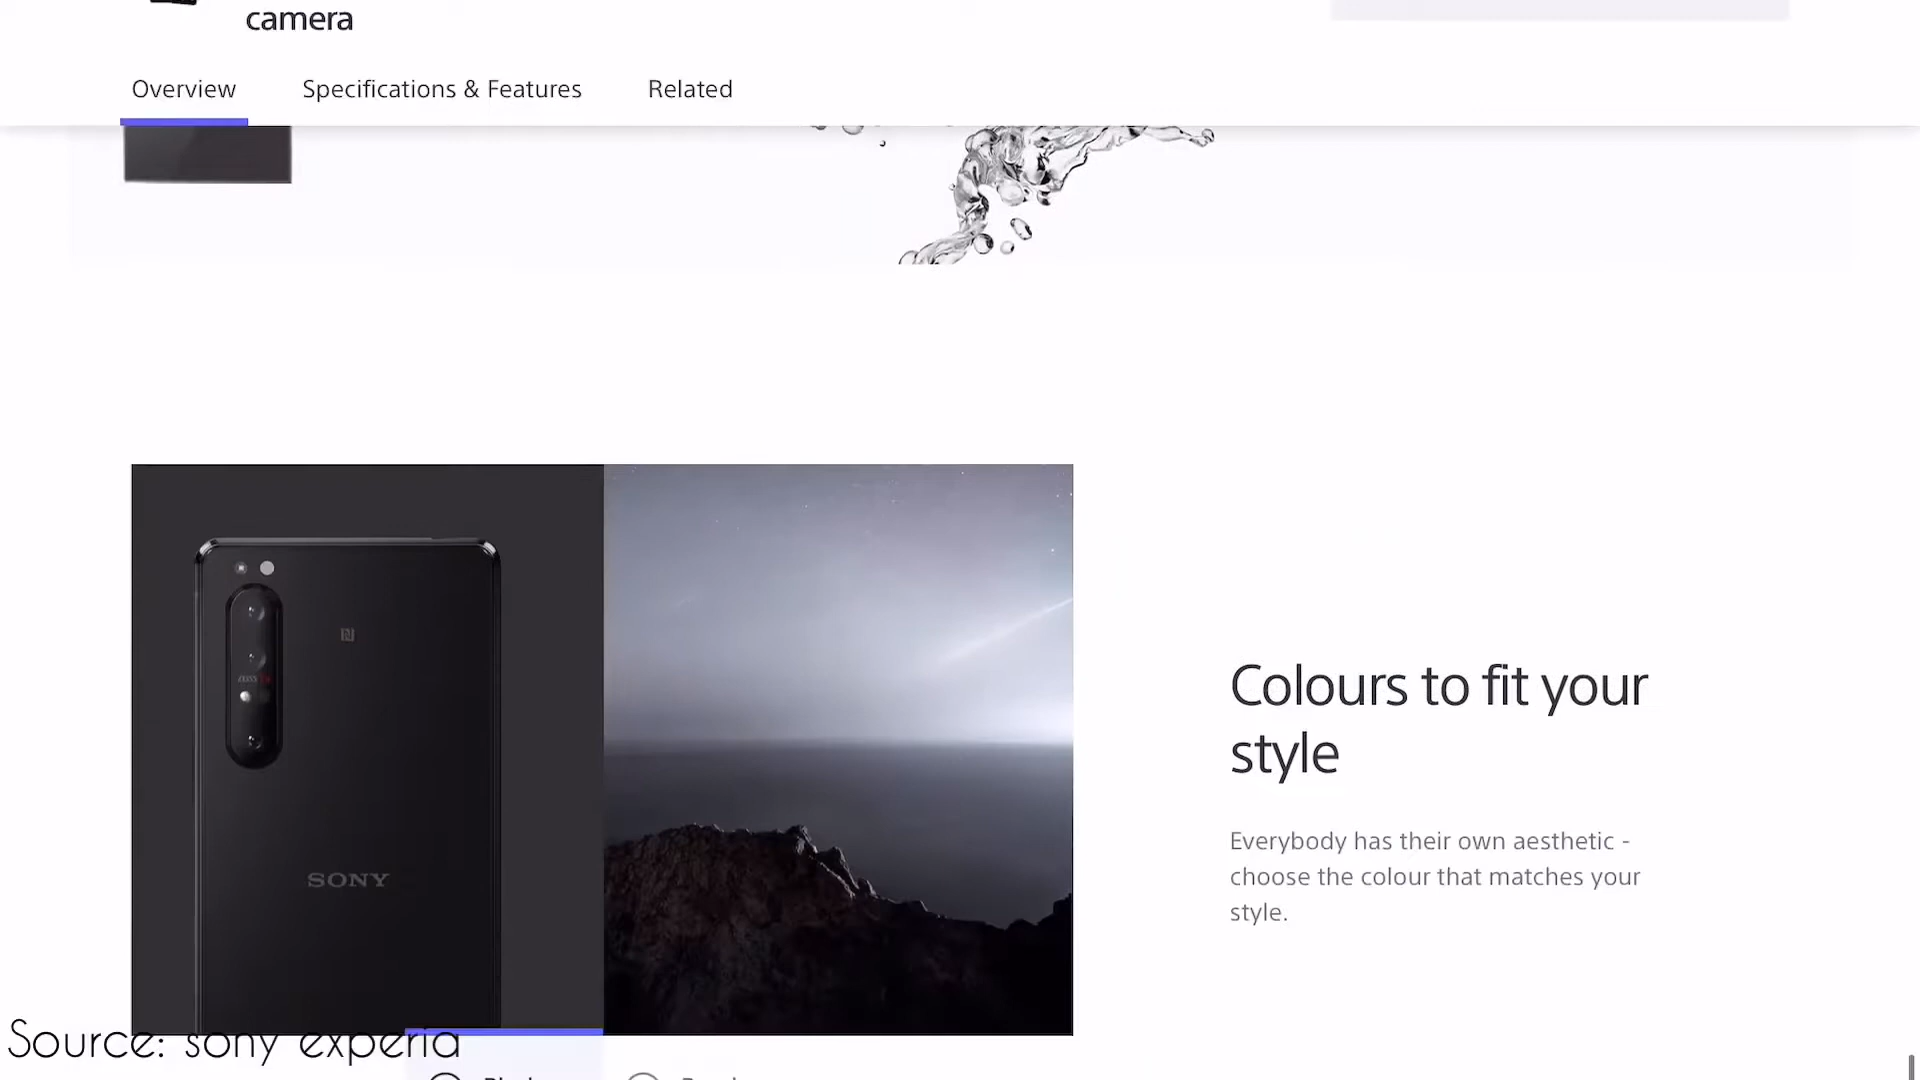 camera
Overview
Specifications & Features
Related
ZEISS
SONY
Colours to fit your
style
Everybody has their own aesthetic -
choose the colour that matches your
style.
Source: sony experia